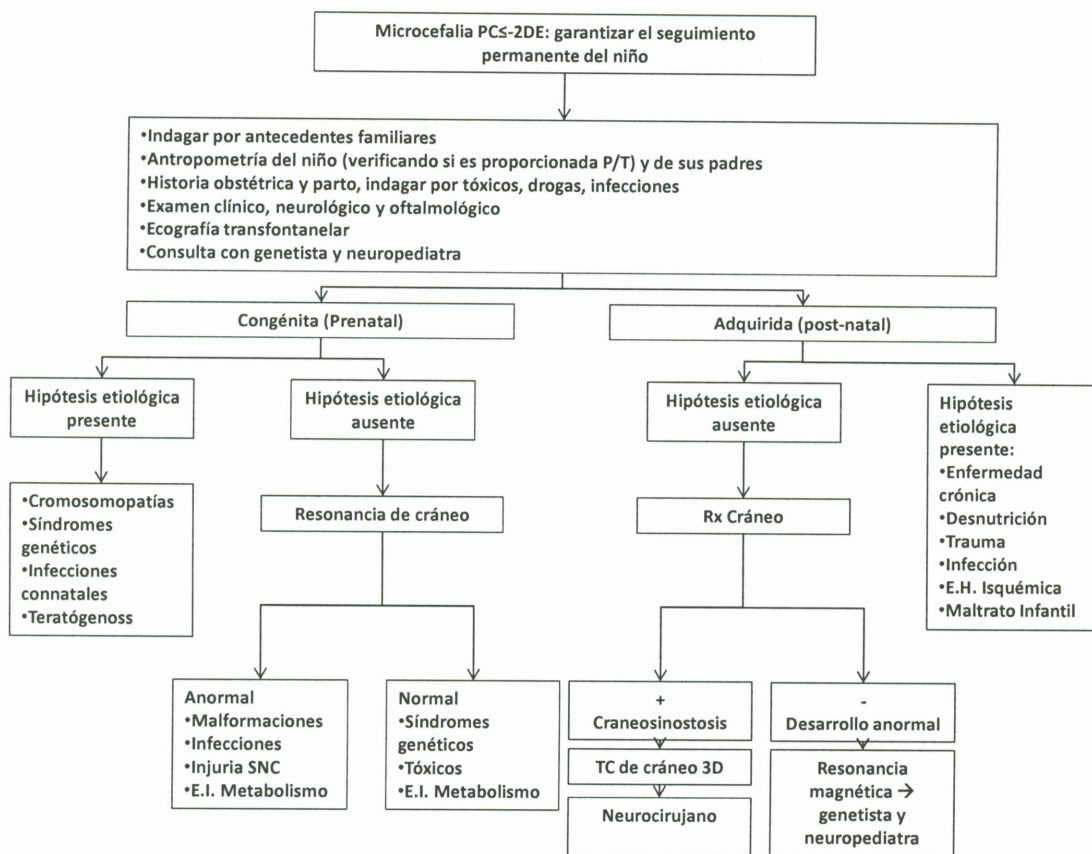 Microcefalia PC≤-2DE: garantizar el seguimiento
permanente del niño
•Indagar por antecedentes familiares
•Antropometría del niño (verificando si es proporcionada P/T) y de sus padres
•Historia obstétrica y parto, indagar por tóxicos, drogas, infecciones
•Examen clínico, neurológico y oftalmológico
•Ecografía transfontanelar
•Consulta con genetista y neuropediatra
Congénita (Prenatal)
Adquirida (post-natal)
Hipótesis etiológica
presente
Hipótesis etiológica
ausente
Hipótesis etiológica
ausente
Hipótesis
etiológica
presente:
•Enfermedad
crónica
•Desnutrición
•Trauma
•Infección
•E.H. Isquémica
•Maltrato Infantil
•Cromosomopatías
•Síndromes
genéticos
•Infecciones
connatales
•Teratógenoss
Resonancia de cráneo
Rx Cráneo
Anormal
•Malformaciones
•Infecciones
•Injuria SNC
•E.I. Metabolismo
Normal
•Síndromes
genéticos
•Tóxicos
•E.I. Metabolismo
+
Craneosinostosis
TC de cráneo 3D
Neurocirujano
-
Desarrollo anormal
Resonancia
magnética →
genetista y
neuropediatra